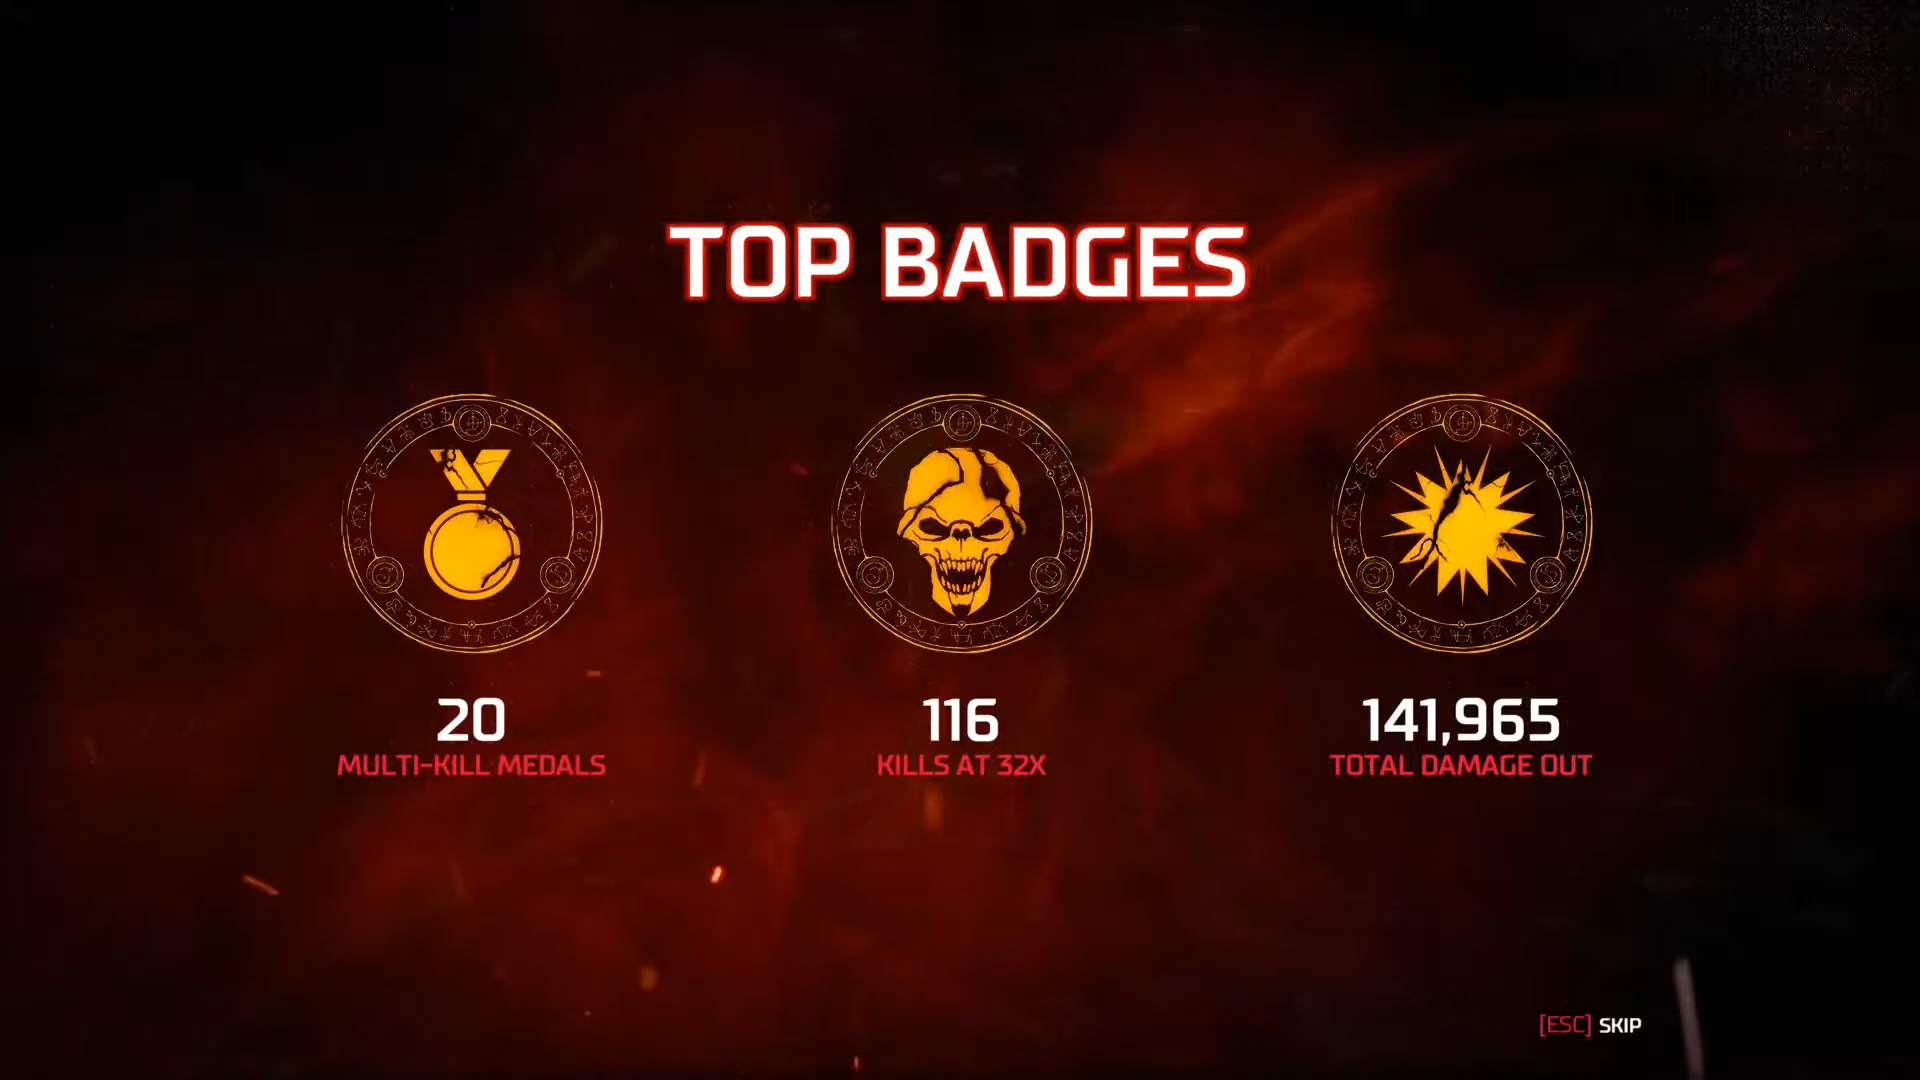 TOP BADGES
20
MULTI-KILL MEDALS
116
KILLS AT 32X
141,965
TOTAL DAMAGE OUT
[ESC] SKIP